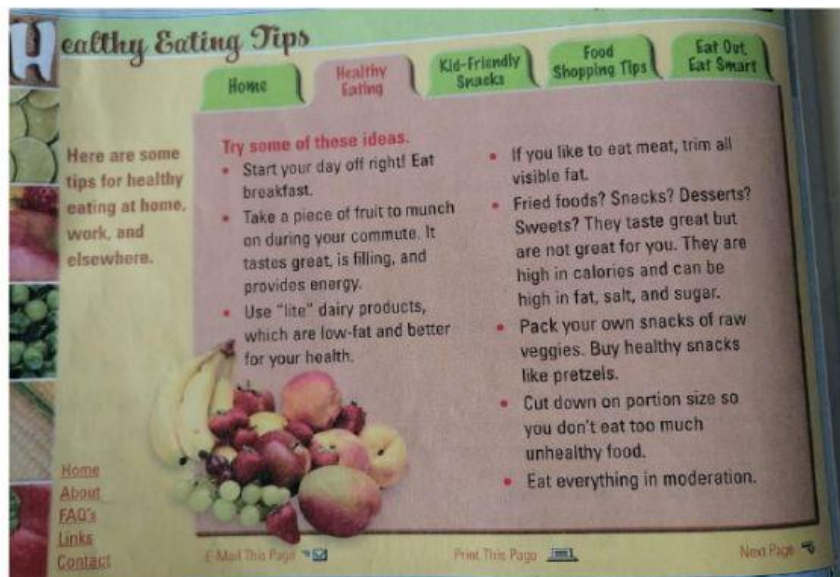 Healthy Eating Tips
Home
Healthy
Eating
Kid-Friendly
Snacks
Food
Shopping Tips
Eat Out,
Eat Smart
Here are some
tips for healthy
eating at home,
work, and
elsewhere.
Try some of these ideas.
• Start your day off right! Eat
breakfast.
• Take a piece of fruit to munch
on during your commute. It
tastes great, is filling, and
provides energy.
• Use "lite" dairy products,
which are low-fat and better
for your health.
• If you like to eat meat, trim all
visible fat.
• Fried foods? Snacks? Desserts?
Sweets? They taste great but
are not great for you. They are
high in calories and can be
high in fat, salt, and sugar.
• Pack your own snacks of raw
veggies. Buy healthy snacks
like pretzels.
• Cut down on portion size so
you don't eat too much
unhealthy food.
• Eat everything in moderation.
Home
About
FAQ's
Links
Contact
E-Mail This Page
Print This Page
Next Page